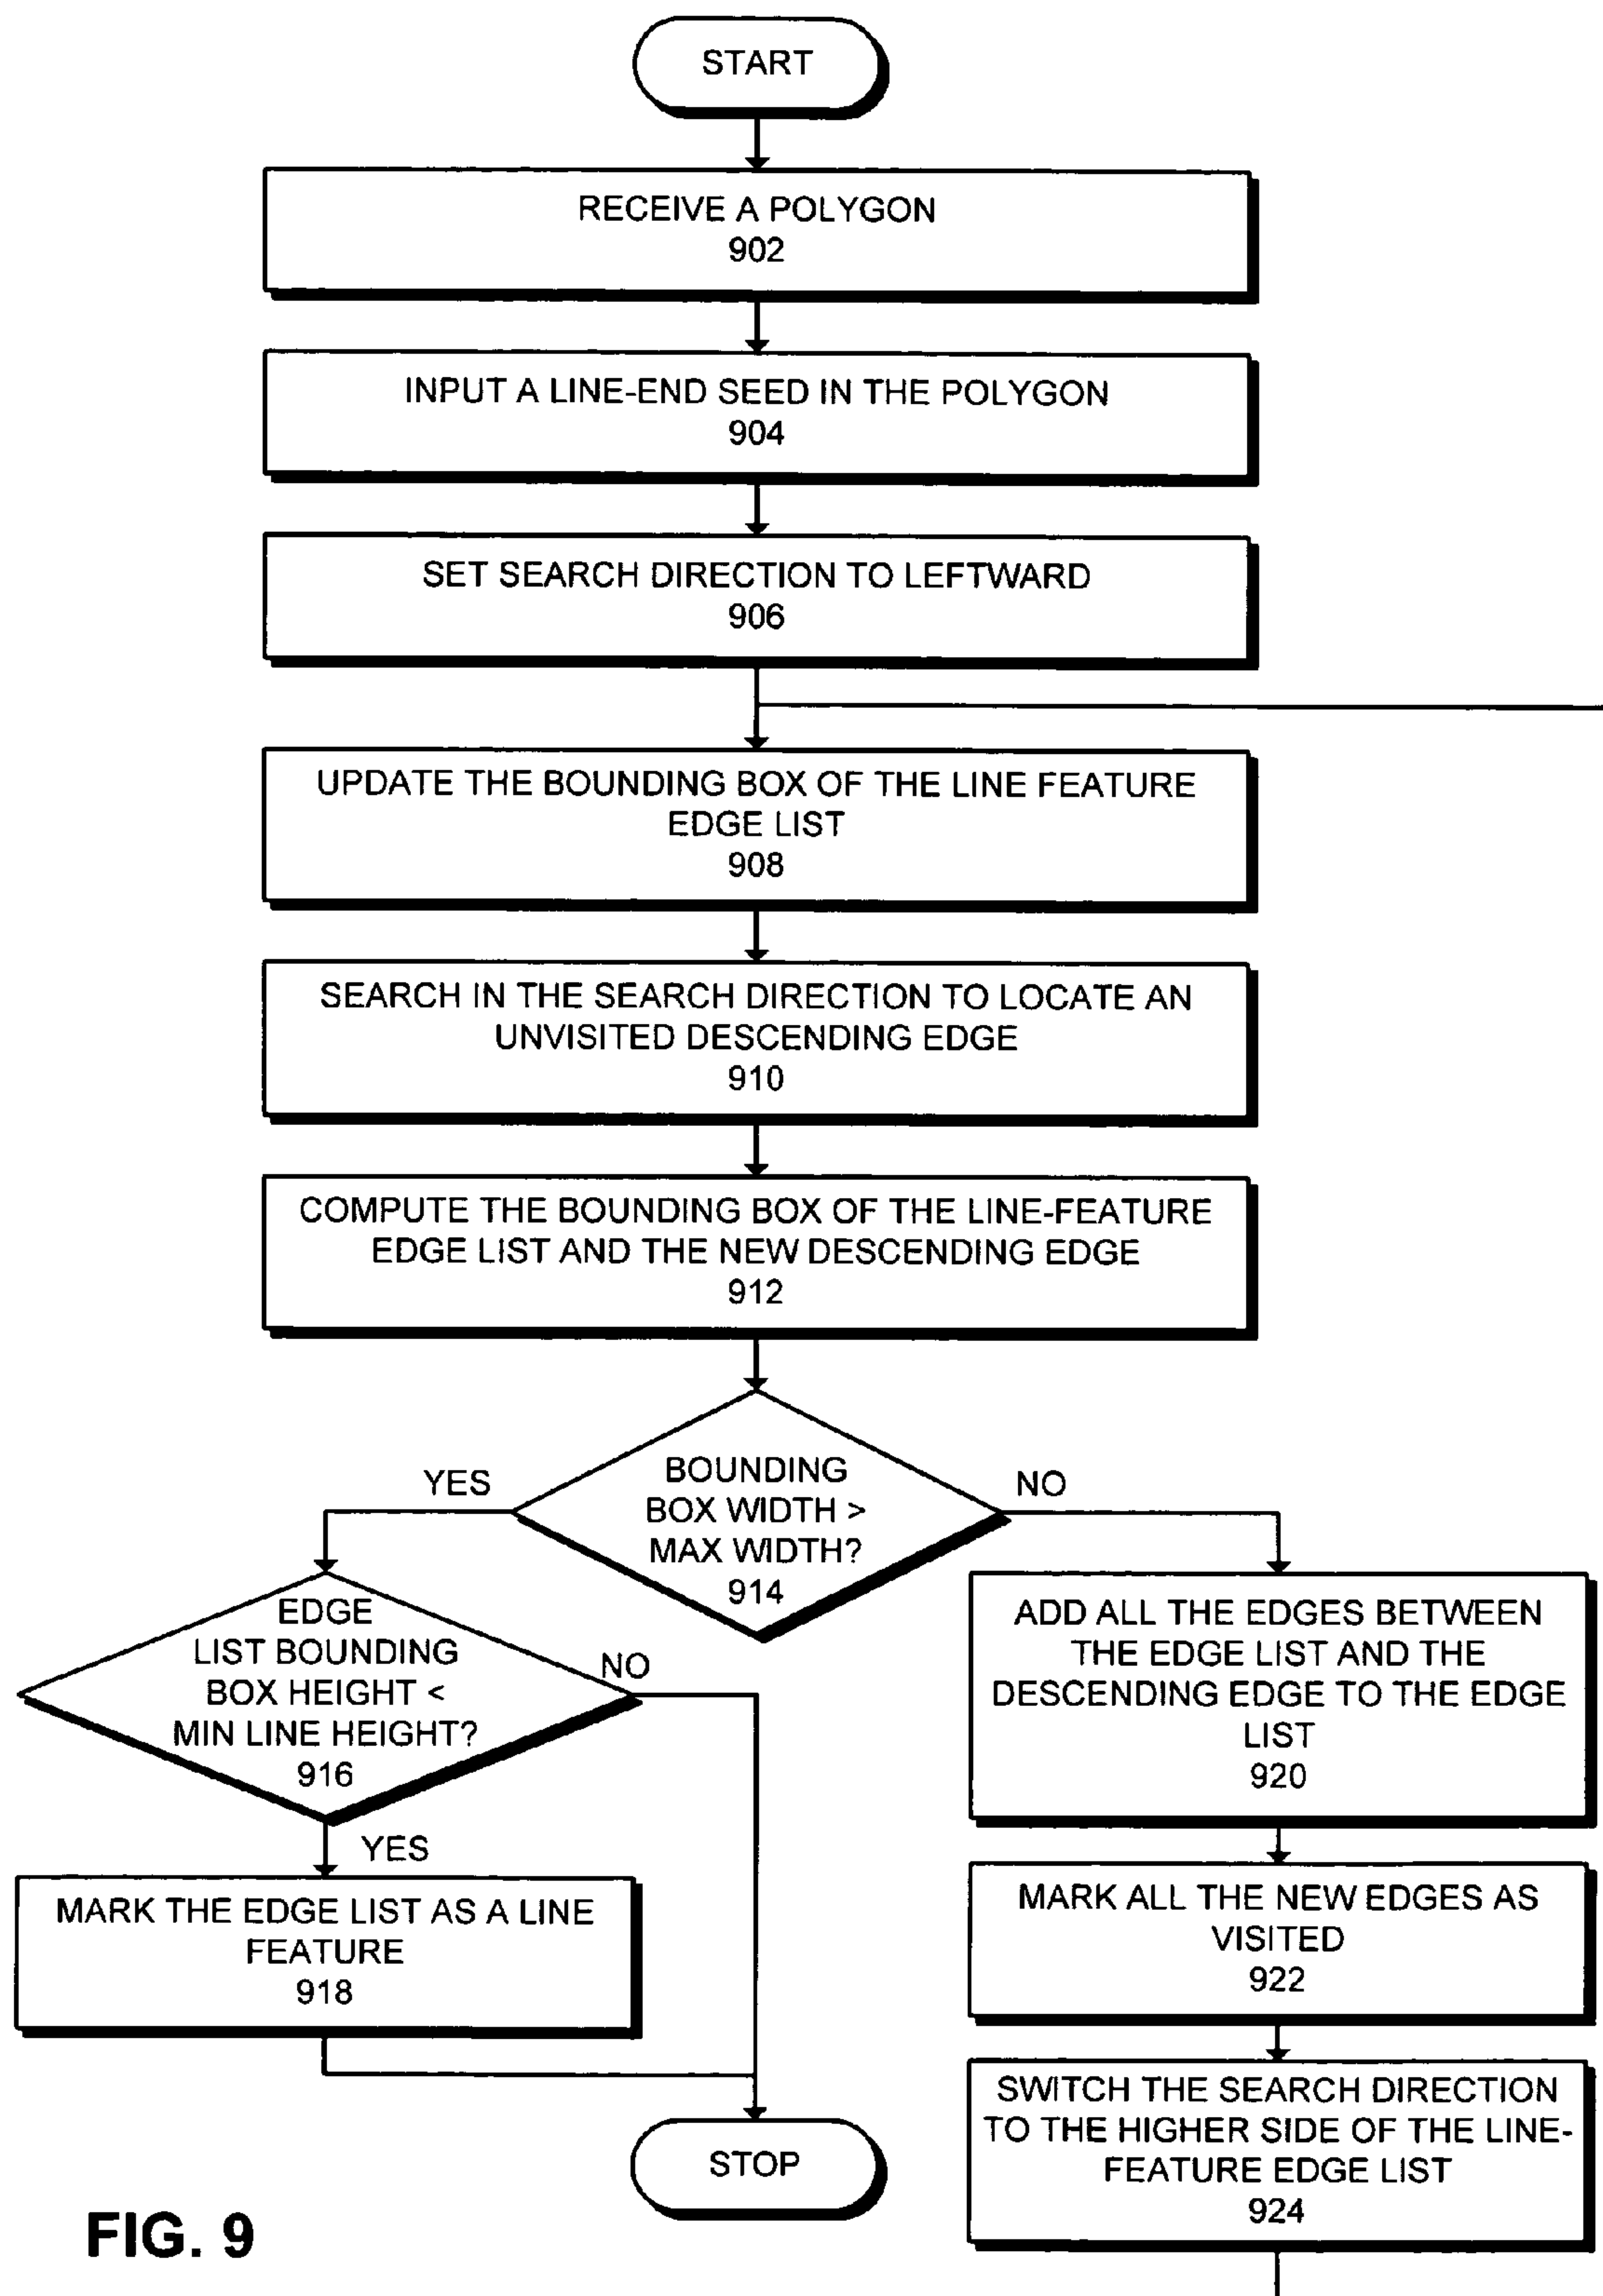 START
RECEIVE A POLYGON
902
INPUT A LINE-END SEED IN THE POLYGON
904
SET SEARCH DIRECTION TO LEFTWARD
906
UPDATE THE BOUNDING BOX OF THE LINE FEATURE
EDGE LIST
908
SEARCH IN THE SEARCH DIRECTION TO LOCATE AN
UNVISITED DESCENDING EDGE
910
COMPUTE THE BOUNDING BOX OF THE LINE-FEATURE
EDGE LIST AND THE NEW DESCENDING EDGE
912
YES
BOUNDING
BOX WIDTH >
MAX WIDTH?
914
NO
EDGE
LIST BOUNDING
BOX HEIGHT <
MIN LINE HEIGHT?
916
NO
YES
MARK THE EDGE LIST AS A LINE
FEATURE
918
ADD ALL THE EDGES BETWEEN
THE EDGE LIST AND THE
DESCENDING EDGE TO THE EDGE
LIST
920
MARK ALL THE NEW EDGES AS
VISITED
922
SWITCH THE SEARCH DIRECTION
TO THE HIGHER SIDE OF THE LINE-
FEATURE EDGE LIST
924
STOP
FIG. 9